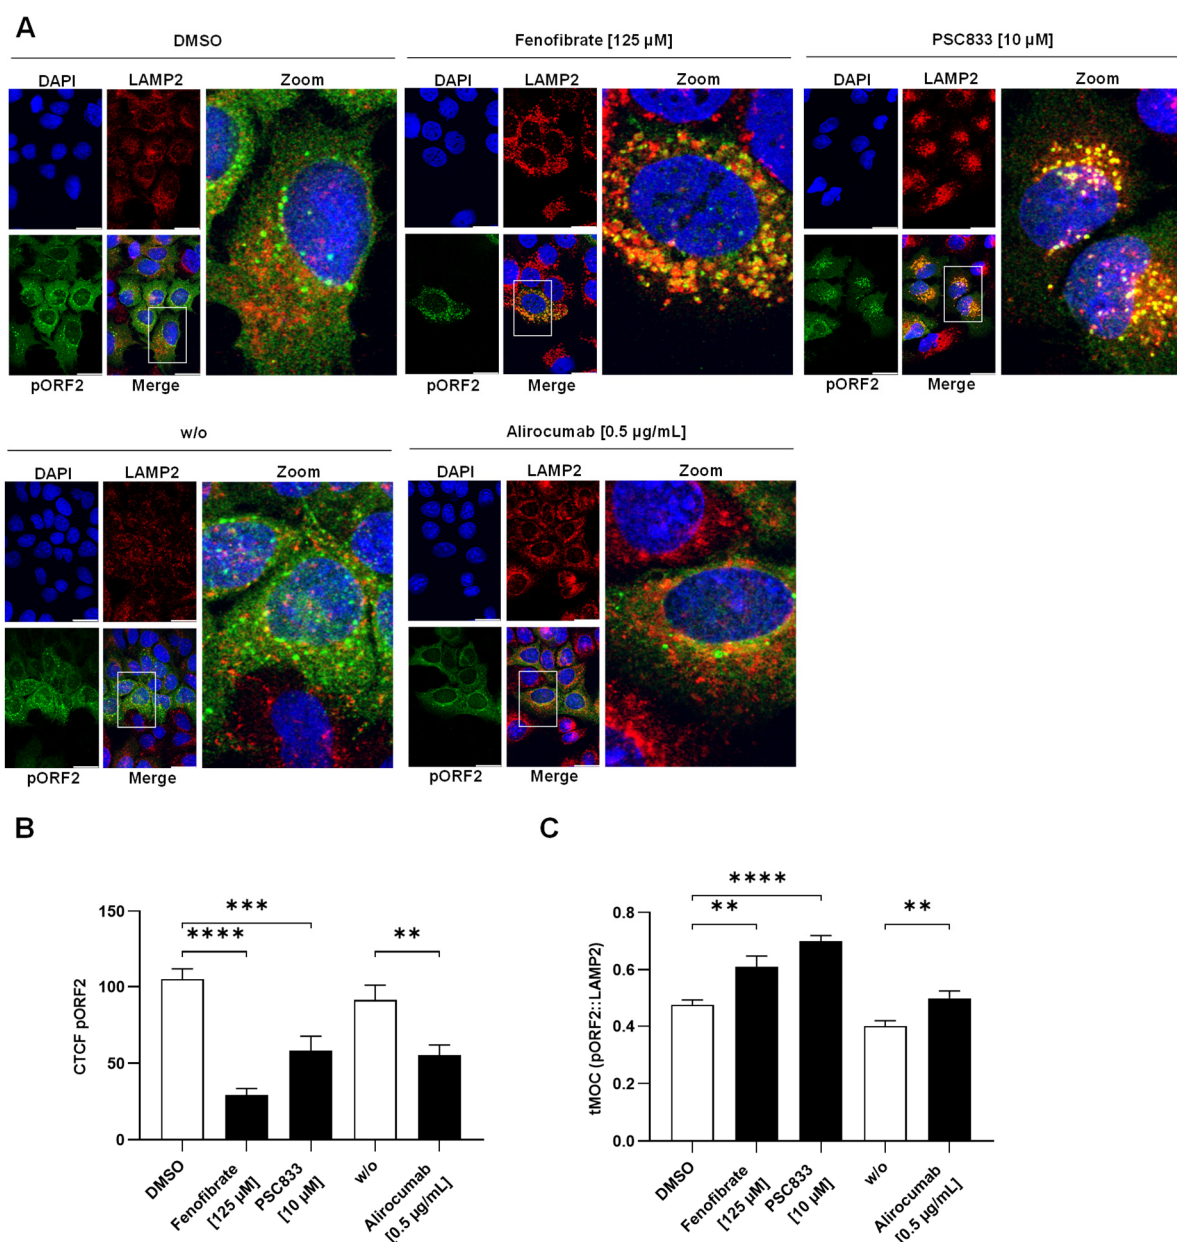 A
DMSO
Fenofibrate [125 µM]
PSC833 [10 µM]
DAPI LAMP2 Zoom
DAPI LAMP2 Zoom
DAPI LAMP2 Zoom
pORF2 Merge
pORF2 Merge
pORF2 Merge
w/o
Alirocumab [0.5 µg/mL]
DAPI LAMP2 Zoom
DAPI LAMP2 Zoom
pORF2 Merge
pORF2 Merge
B
CTCF pORF2
150
100
50
0
***
****
**
DMSO
Fenofibrate
[125 µM]
PSC833
[10 µM]
w/o
Alirocumab
[0.5 µg/mL]
C
tMOC (pORF2::LAMP2)
0.8
0.6
0.4
0.2
0.0
****
**
**
DMSO
Fenofibrate
[125 µM]
PSC833
[10 µM]
w/o
Alirocumab
[0.5 µg/mL]